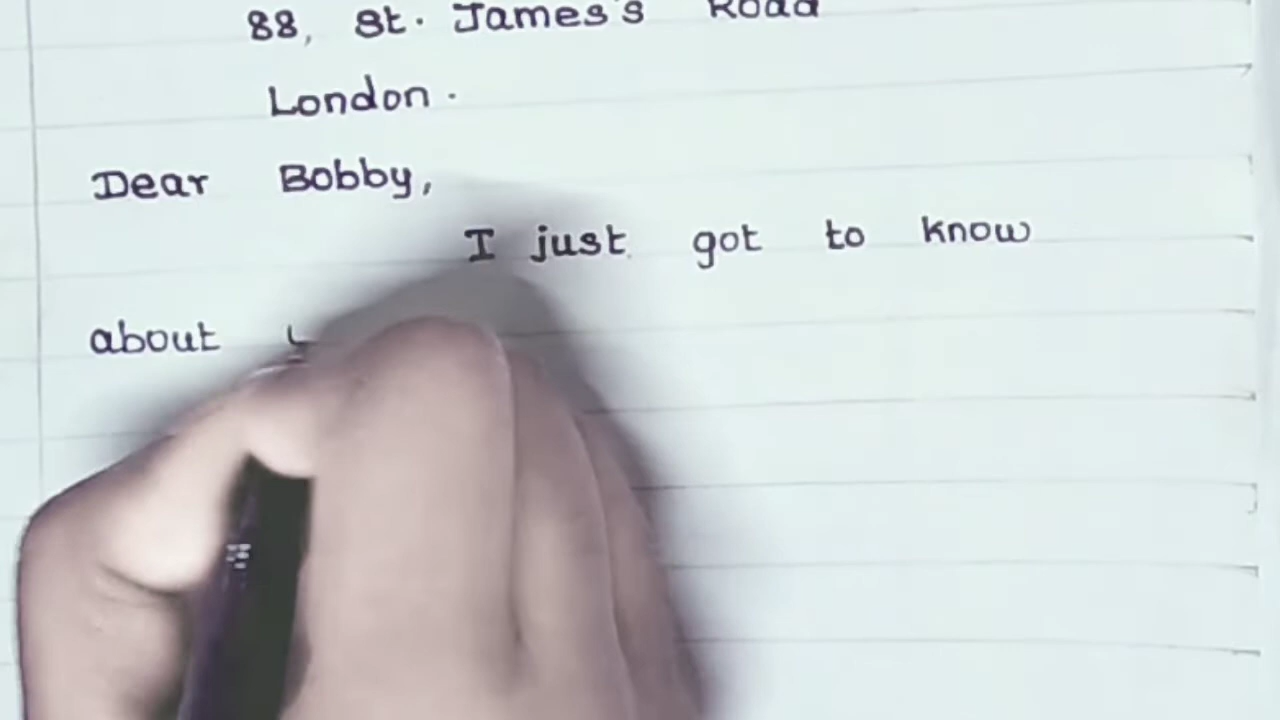 88, St. James's Road
London.
Dear Bobby,
I just got to know
about